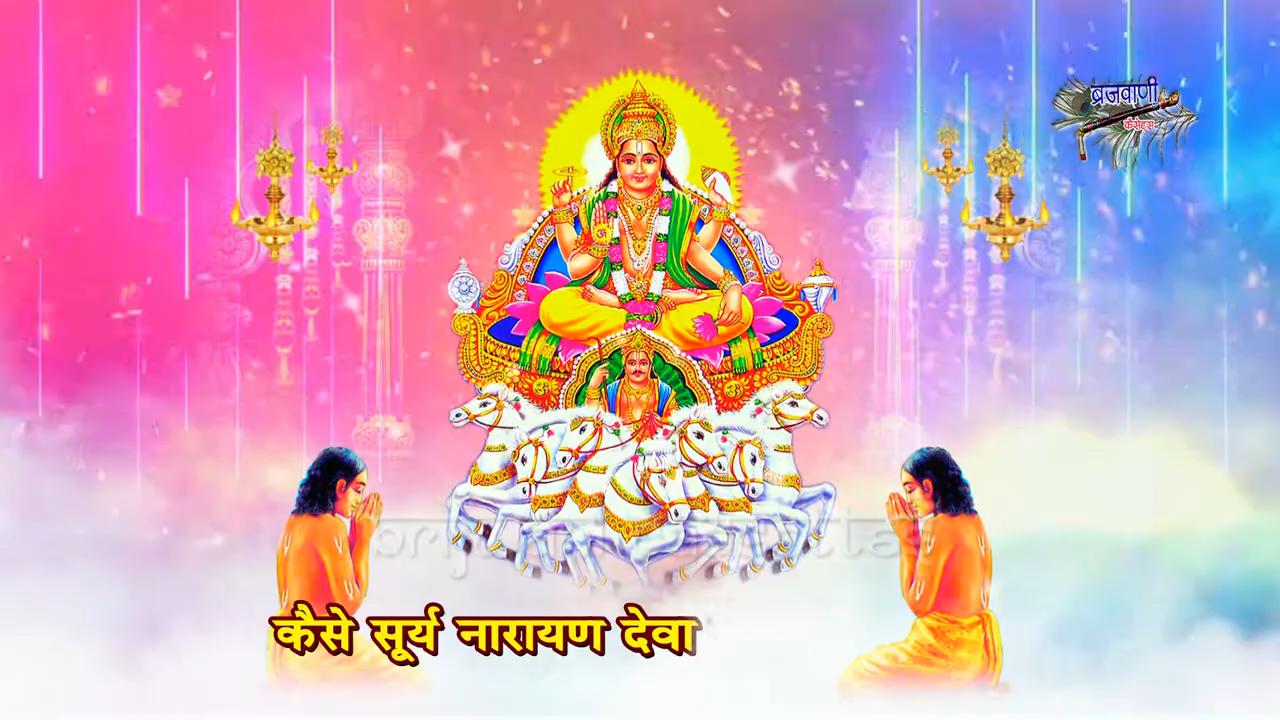 ब्रजवाणी
कैसेट्स
कैसे सूर्य नारायण देवा